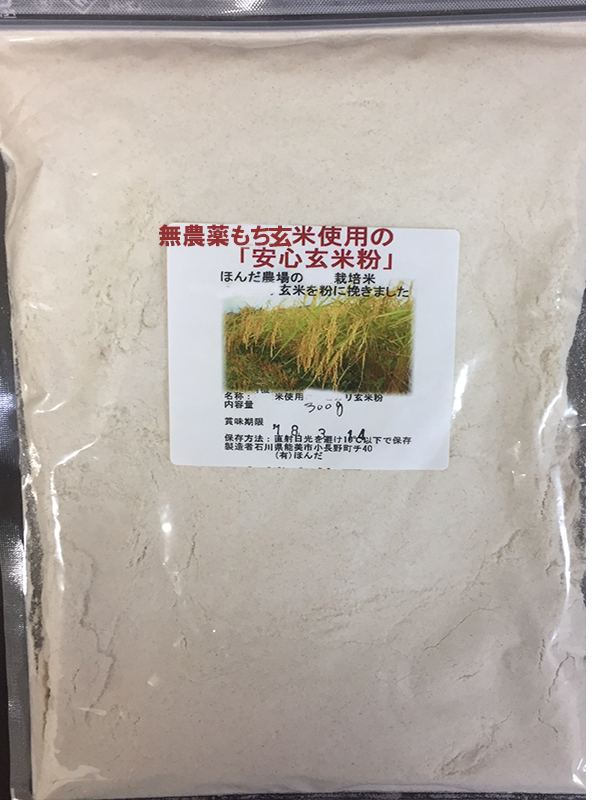 無農薬もち玄米使用の
「安心玄米粉」
ほんだ農場の 栽培米
玄米を粉に挽きました
名称: 米使用 リ玄米粉
内容量 300g
賞味期限 18.3.14
保存方法:直射日光を避け15℃以下で保存
製造者石川県能美市小長野町チ40
(有)ほんだ